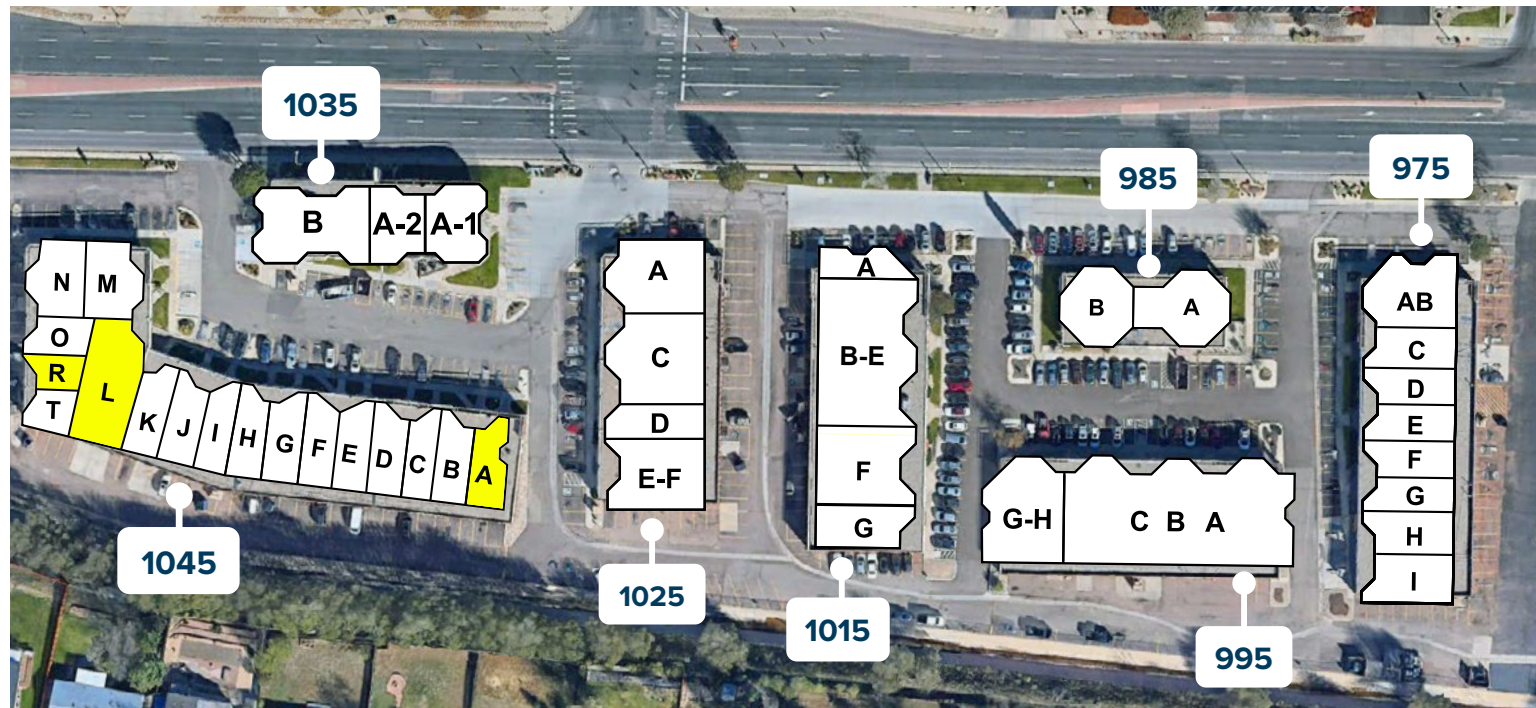 1035
975
985
B A-2 A-1
N M
A
A
B A
AB
O
L
R
T
C
B-E
C
D
E
F
G
H
I
K J I H G F E D C B A
D
E-F
F
G
G-H
C B A
1045
1025
1015
995